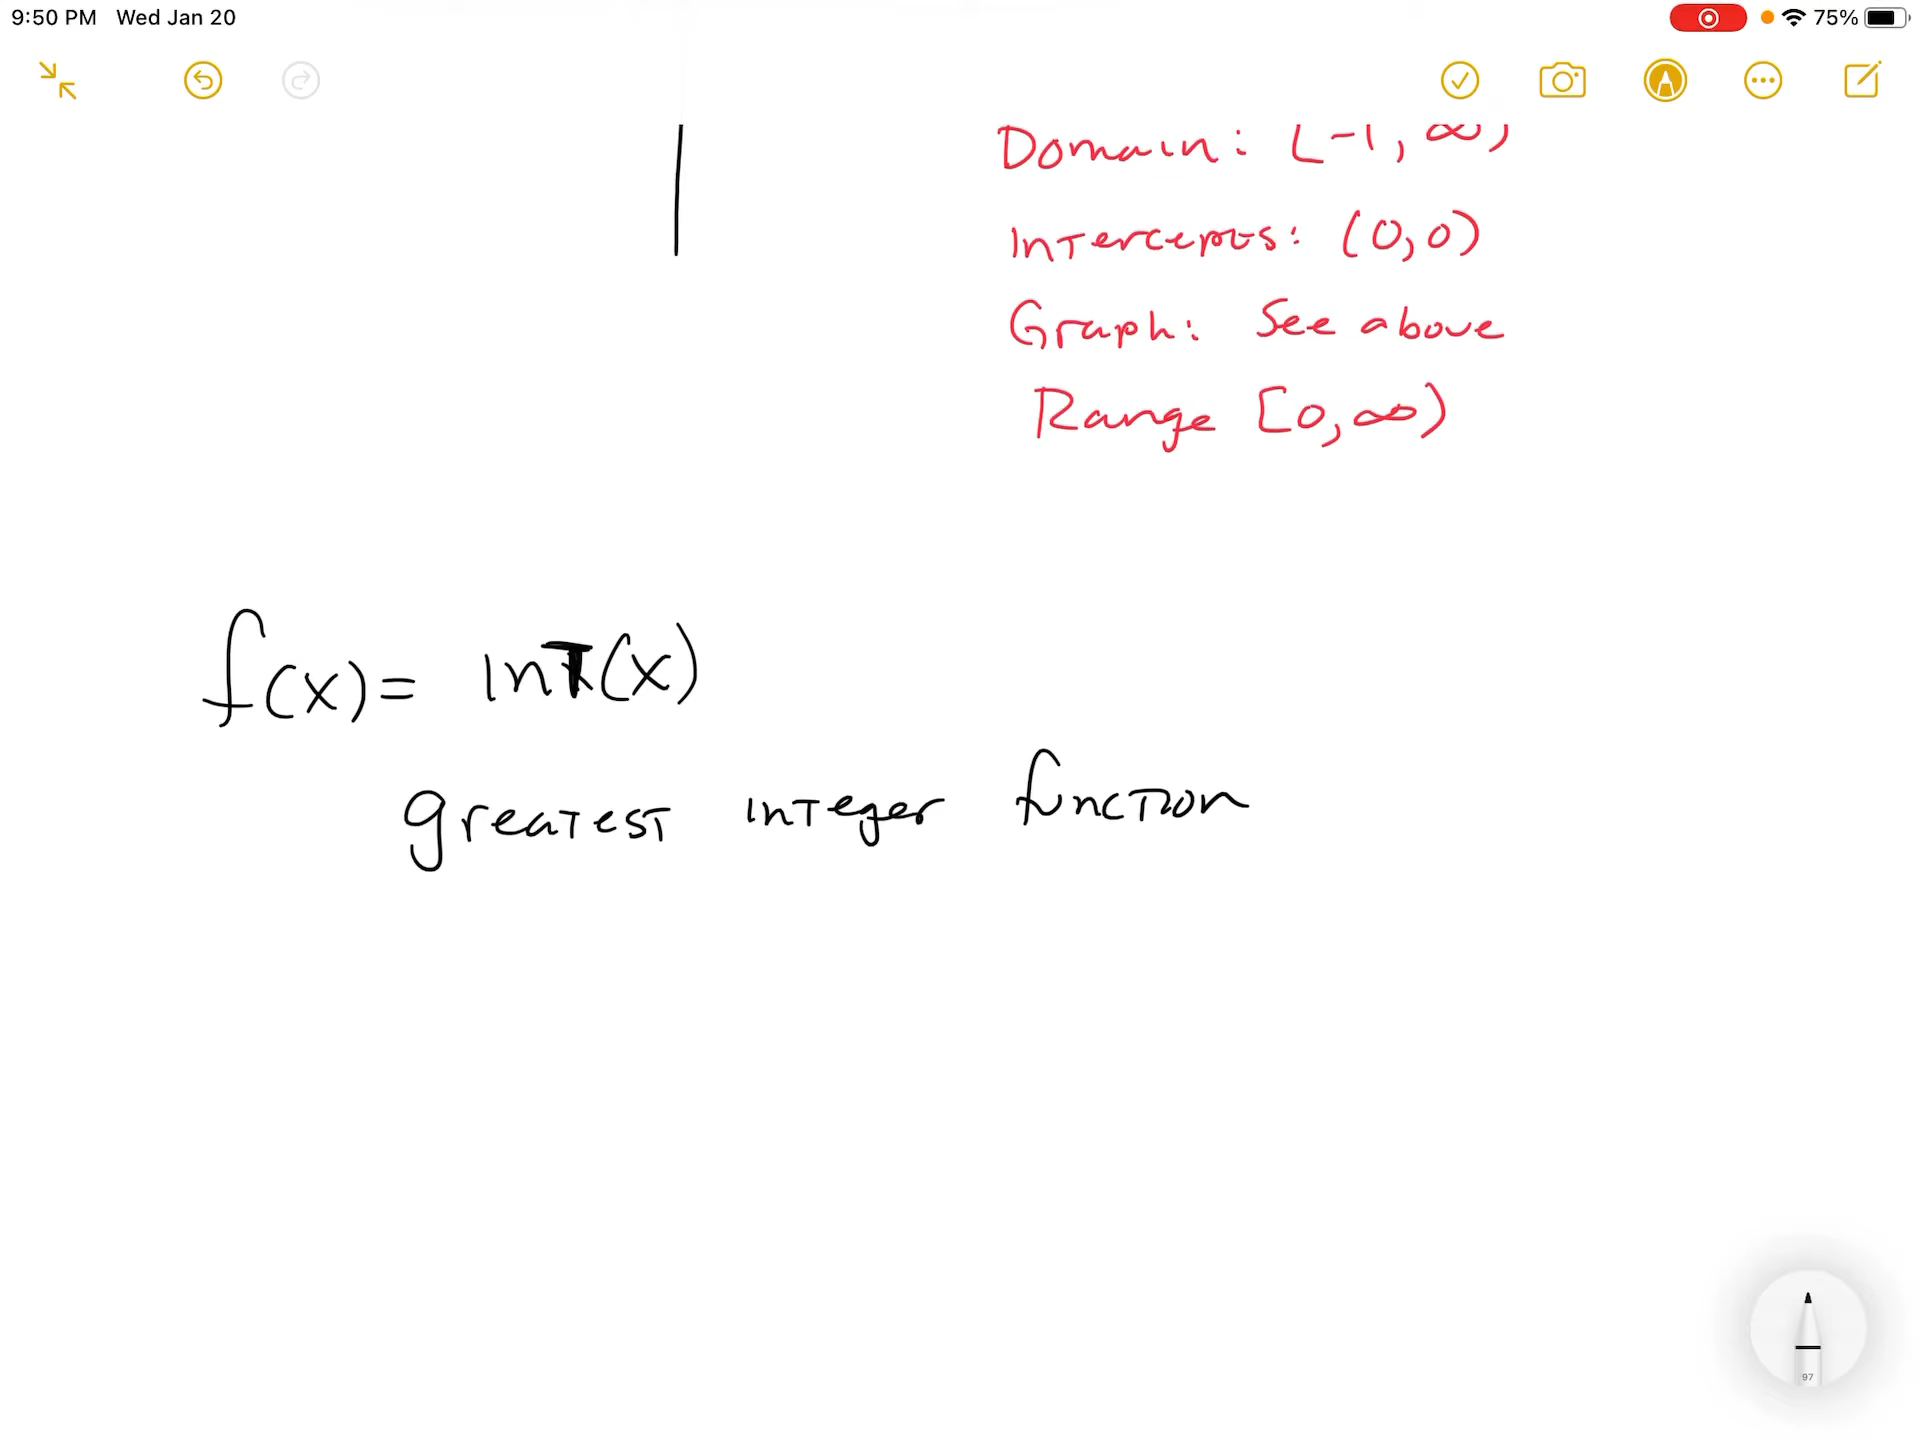 9:50 PM Wed Jan 20
75%
Domain: [-1, ∞)
Intercepts: (0,0)
Graph: See above
Range [0,∞)
f(x)= int(x)
greatest integer function
97